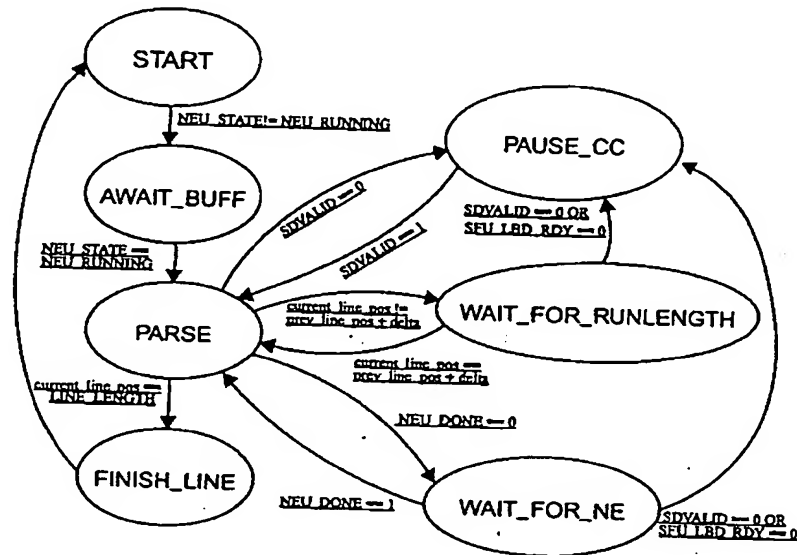 START
NEU_STATE != NEU_RUNNING
PAUSE_CC
AWAIT_BUFF
SDVALID == 0
SDVALID == 1
SDVALID == 0 OR
SFU_LBD_RDY == 0
NEU_STATE ==
NEU_RUNNING
PARSE
current_line_pos !=
prev_line_pos + delta
WAIT_FOR_RUNLENGTH
current_line_pos ==
prev_line_pos + delta
current_line_pos ==
LINE_LENGTH
NEU_DONE == 0
FINISH_LINE
NEU_DONE == 1
WAIT_FOR_NE
SDVALID == 0 OR
SFU_LBD_RDY == 0